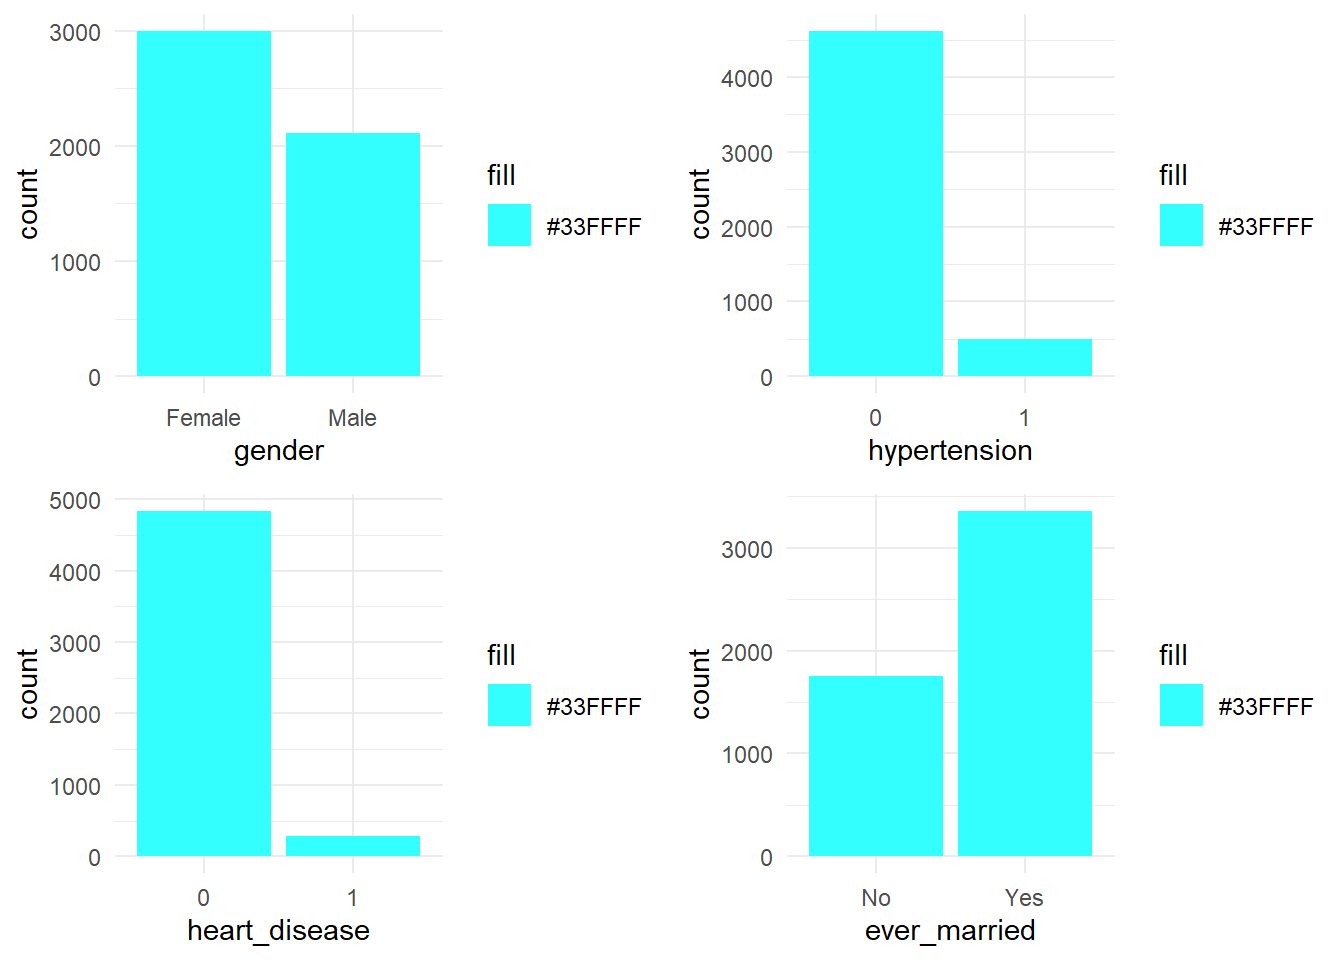 3000
2000
1000
0
count
Female Male
gender
fill
#33FFFF
4000
3000
2000
1000
0
count
0 1
hypertension
fill
#33FFFF
5000
4000
3000
2000
1000
0
count
0 1
heart_disease
fill
#33FFFF
3000
2000
1000
0
count
No Yes
ever_married
fill
#33FFFF